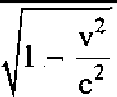 √(1 − v²/c²)